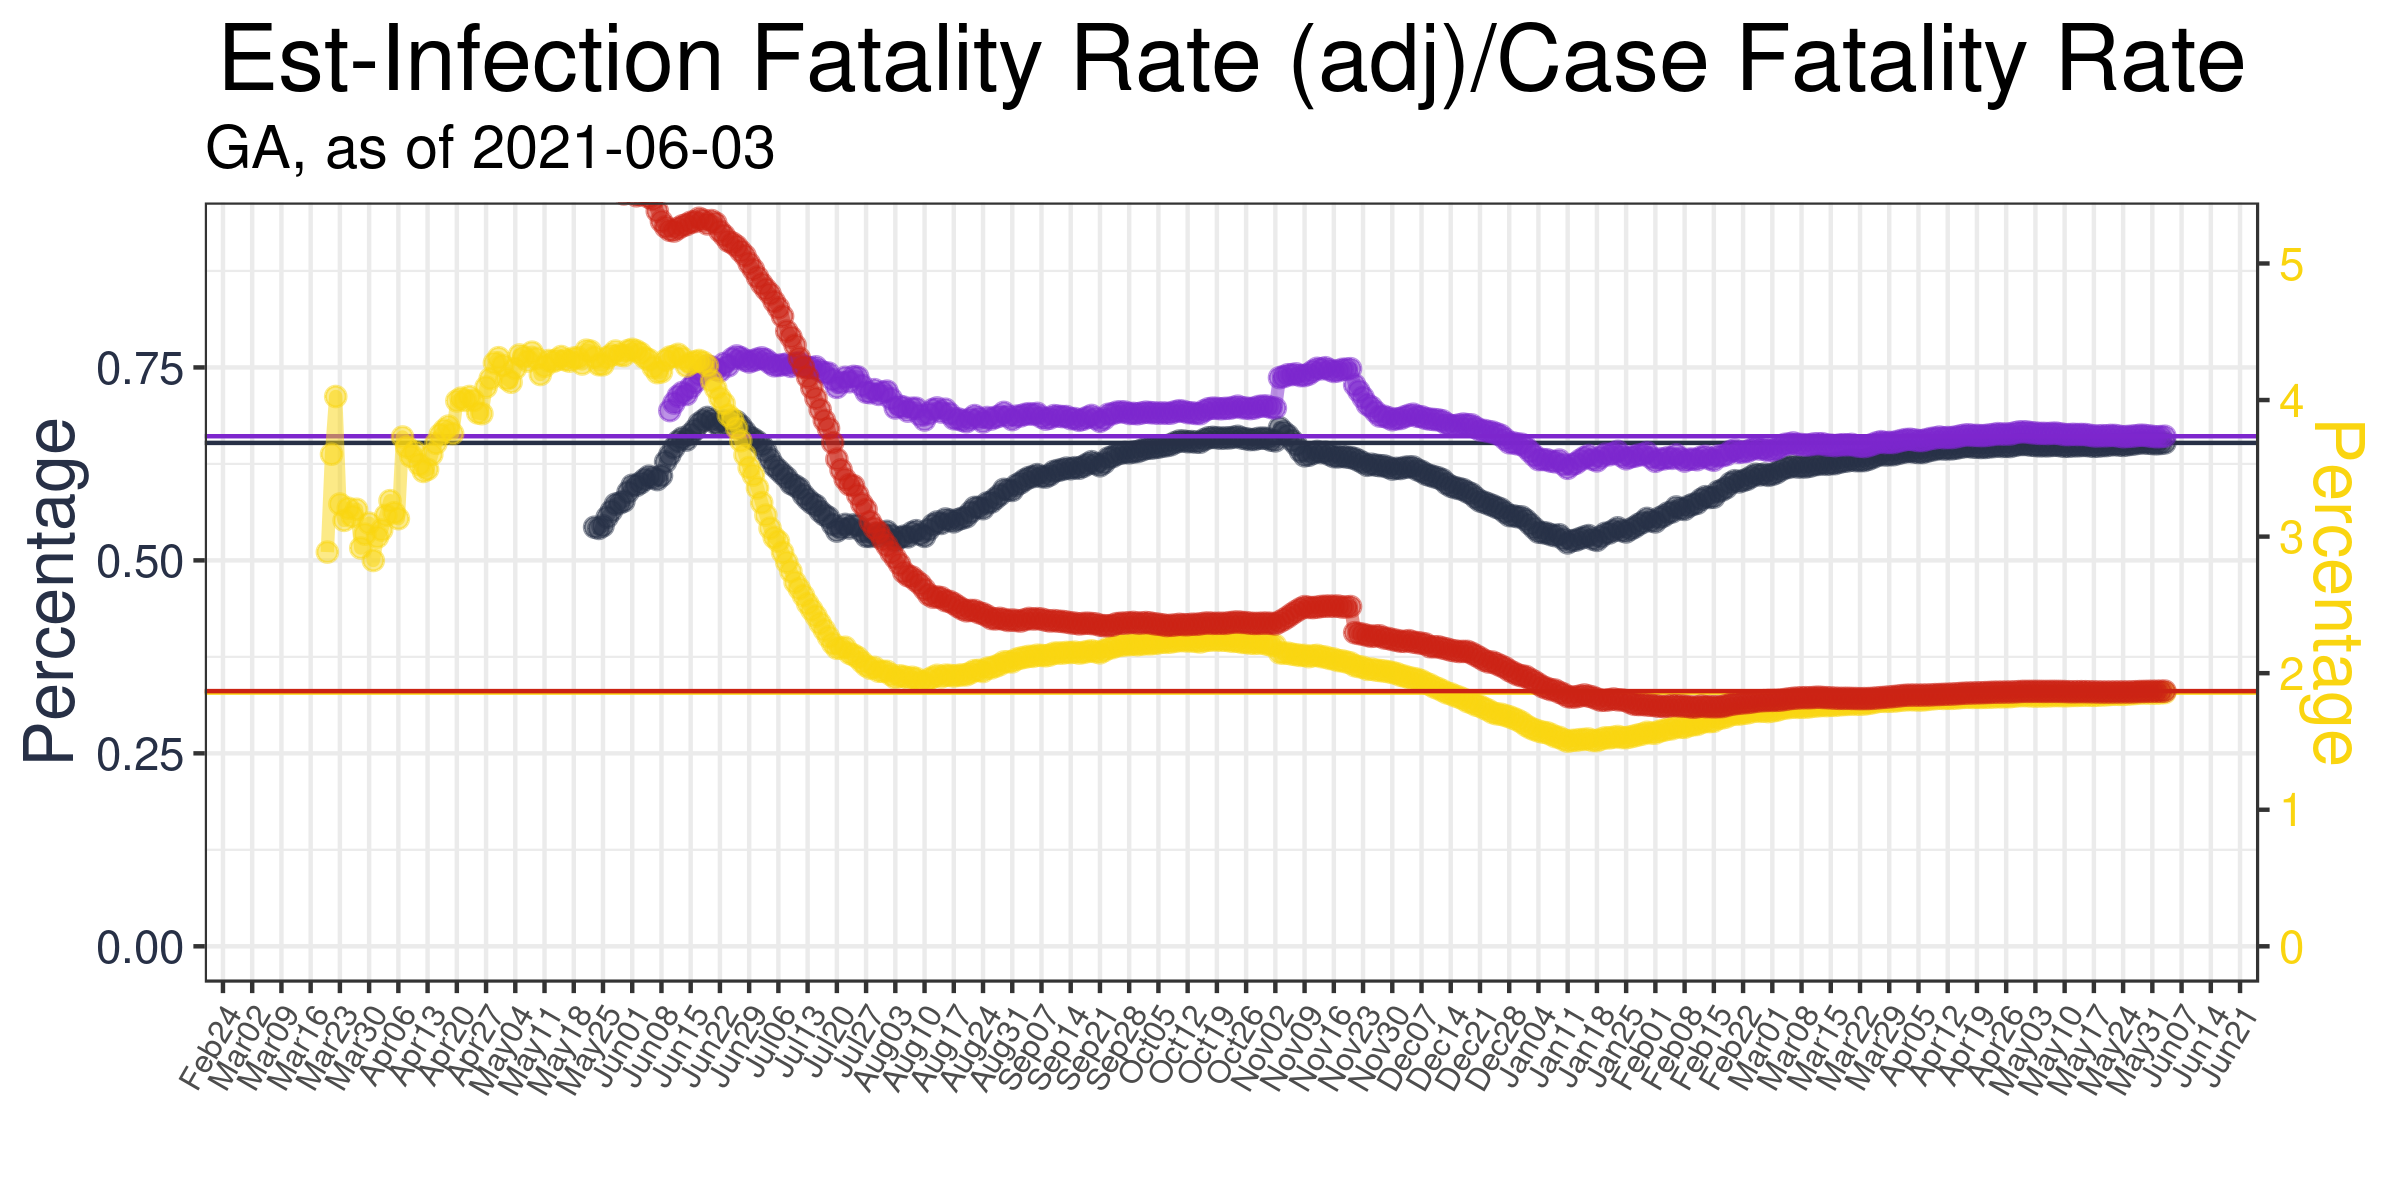 Est-Infection Fatality Rate (adj)/Case Fatality Rate
GA, as of 2021-06-03
Percentage
0.75
0.50
0.25
0.00
5
4
3
2
1
0
Percentage
Feb24
Mar02
Mar09
Mar16
Mar23
Mar30
Apr06
Apr13
Apr20
Apr27
May04
May11
May18
May25
Jun01
Jun08
Jun15
Jun22
Jun29
Jul06
Jul13
Jul20
Jul27
Aug03
Aug10
Aug17
Aug24
Aug31
Sep07
Sep14
Sep21
Sep28
Oct05
Oct12
Oct19
Oct26
Nov02
Nov09
Nov16
Nov23
Nov30
Dec07
Dec14
Dec21
Dec28
Jan04
Jan11
Jan18
Jan25
Feb01
Feb08
Feb15
Feb22
Mar01
Mar08
Mar15
Mar22
Mar29
Apr05
Apr12
Apr19
Apr26
May03
May10
May17
May24
May31
Jun07
Jun14
Jun21